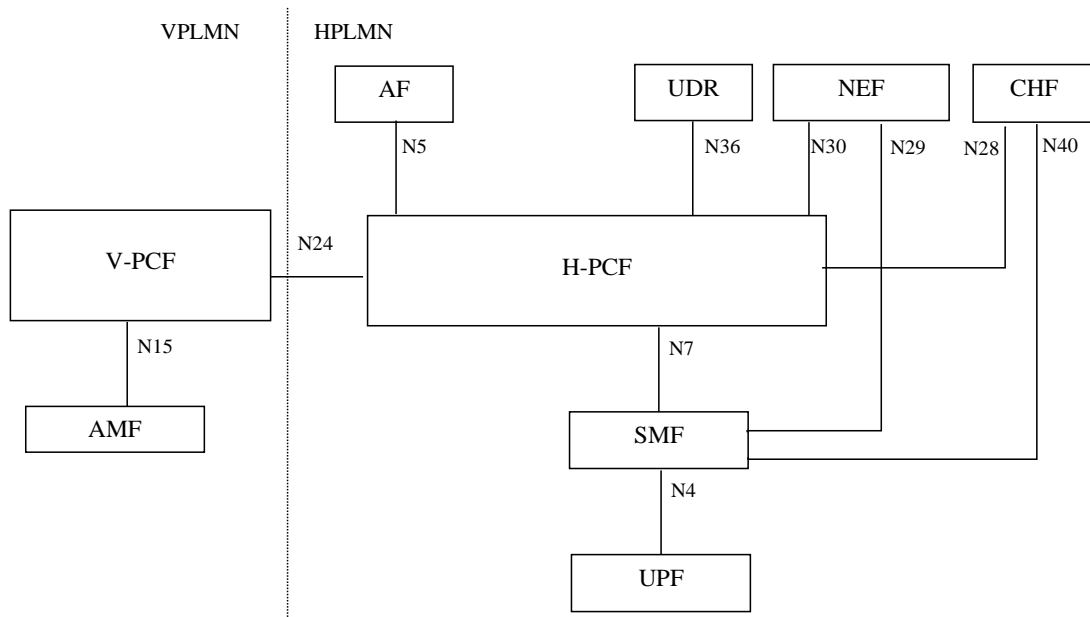 VPLMN
HPLMN
AF
UDR
NEF
CHF
N5
N36
N30
N29
N28
N40
V-PCF
N24
H-PCF
N15
N7
AMF
SMF
N4
UPF